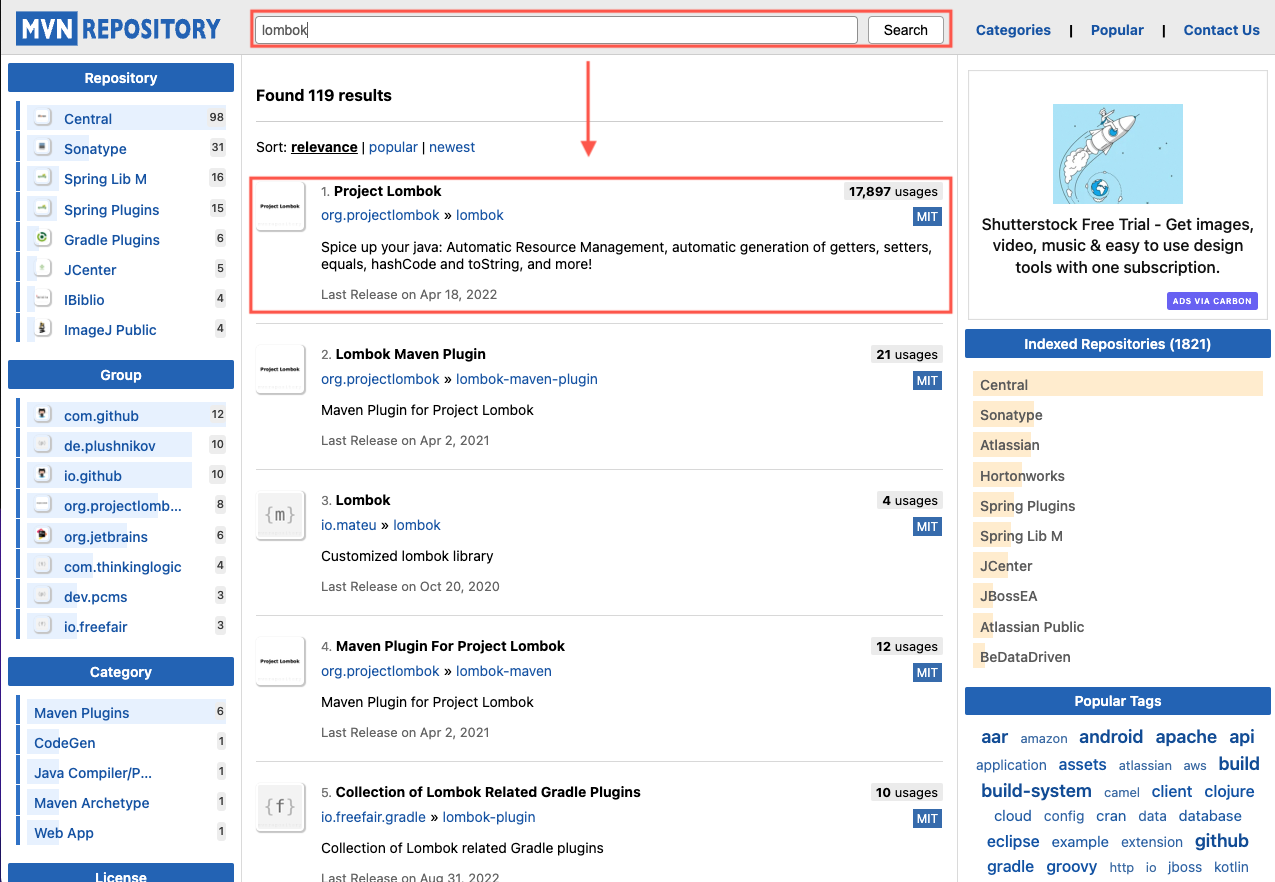 MVN REPOSITORY
lombok
Search
Categories | Popular | Contact Us
Repository
Central 98
Sonatype 31
Spring Lib M 16
Spring Plugins 15
Gradle Plugins 6
JCenter 5
IBiblio 4
ImageJ Public 4
Group
com.github 12
de.plushnikov 10
io.github 10
org.projectlomb... 8
org.jetbrains 6
com.thinkinglogic 4
dev.pcms 3
io.freefair 3
Category
Maven Plugins 6
CodeGen 1
Java Compiler/P... 1
Maven Archetype 1
Web App 1
License
Found 119 results
Sort: relevance | popular | newest
Project Lombok
1. Project Lombok 17,897 usages
org.projectlombok » lombok MIT
Spice up your java: Automatic Resource Management, automatic generation of getters, setters,
equals, hashCode and toString, and more!
Last Release on Apr 18, 2022
Project Lombok
2. Lombok Maven Plugin 21 usages
org.projectlombok » lombok-maven-plugin MIT
Maven Plugin for Project Lombok
Last Release on Apr 2, 2021
{m}
3. Lombok 4 usages
io.mateu » lombok MIT
Customized lombok library
Last Release on Oct 20, 2020
Project Lombok
4. Maven Plugin For Project Lombok 12 usages
org.projectlombok » lombok-maven MIT
Maven Plugin for Project Lombok
Last Release on Apr 2, 2021
{f}
5. Collection of Lombok Related Gradle Plugins 10 usages
io.freefair.gradle » lombok-plugin MIT
Collection of Lombok related Gradle plugins
Last Release on Aug 31, 2022
Shutterstock Free Trial - Get images,
video, music & easy to use design
tools with one subscription.
ADS VIA CARBON
Indexed Repositories (1821)
Central
Sonatype
Atlassian
Hortonworks
Spring Plugins
Spring Lib M
JCenter
JBossEA
Atlassian Public
BeDataDriven
Popular Tags
aar amazon android apache api
application assets atlassian aws build
build-system camel client clojure
cloud config cran data database
eclipse example extension github
gradle groovy http io jboss kotlin